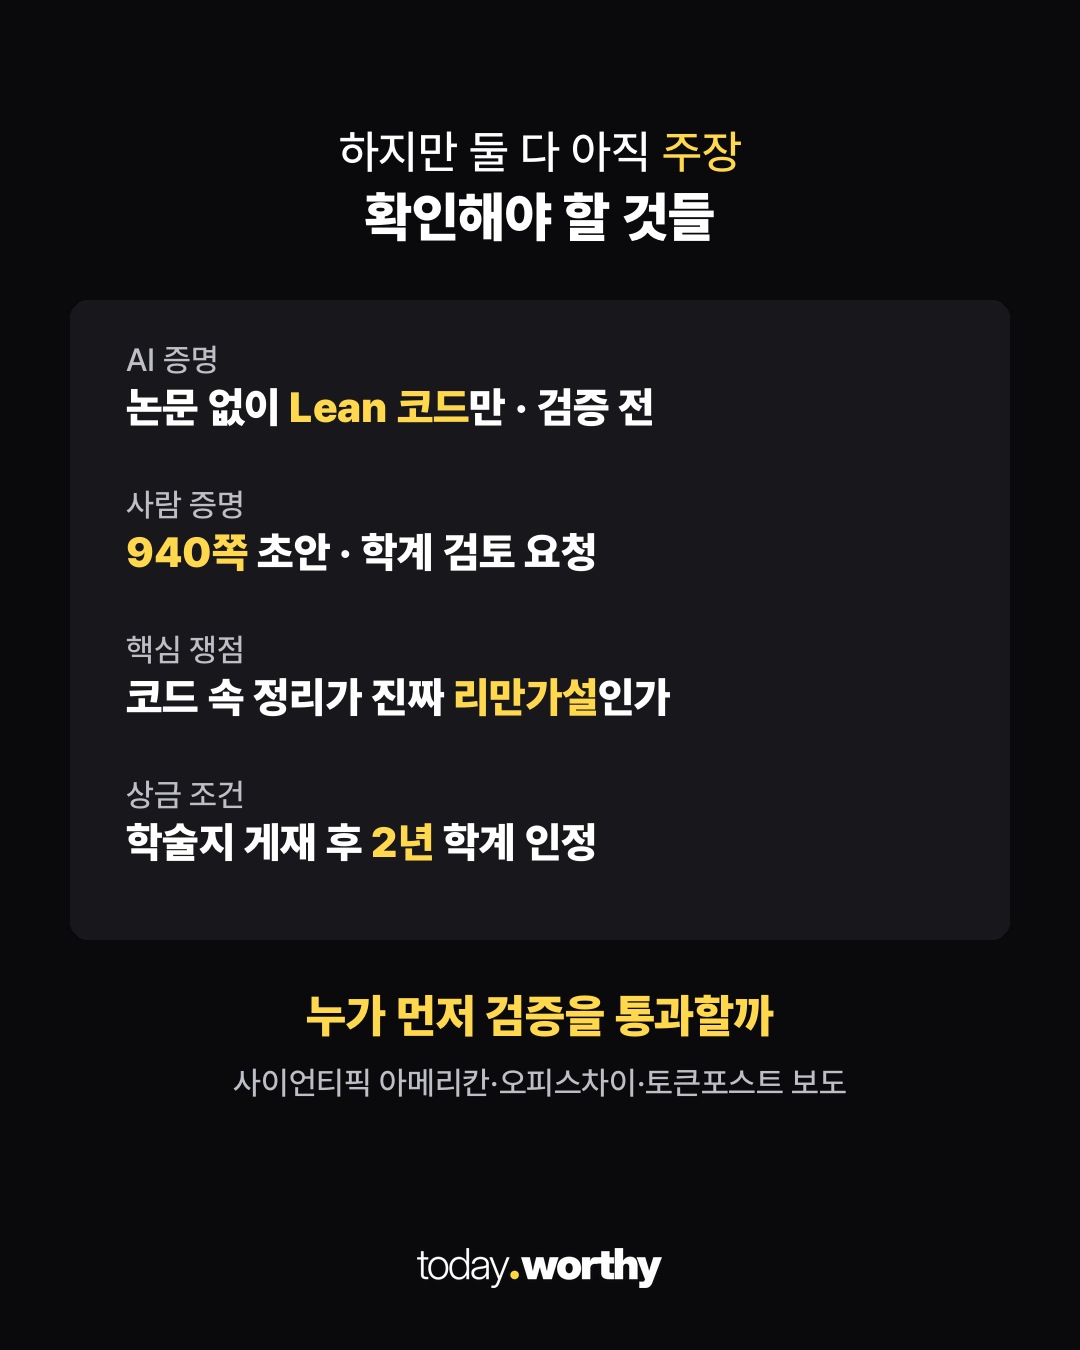 하지만 둘 다 아직 주장
확인해야 할 것들
AI 증명
논문 없이 Lean 코드만 · 검증 전
사람 증명
940쪽 초안 · 학계 검토 요청
핵심 쟁점
코드 속 정리가 진짜 리만가설인가
상금 조건
학술지 게재 후 2년 학계 인정
누가 먼저 검증을 통과할까
사이언티픽 아메리칸·오피스차이·토큰포스트 보도
today.worthy